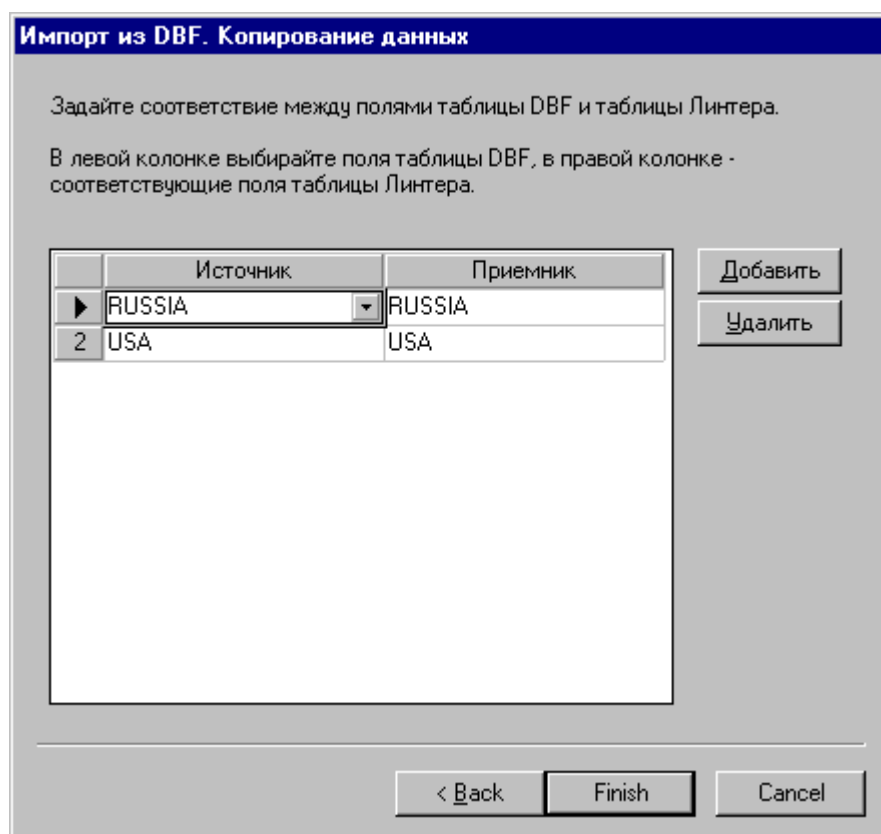 Импорт из DBF. Копирование данных
Задайте соответствие между полями таблицы DBF и таблицы Линтера.
В левой колонке выбирайте поля таблицы DBF, в правой колонке -
соответствующие поля таблицы Линтера.
Источник Приемник
RUSSIA RUSSIA
2 USA USA
Добавить
Удалить
< Back Finish Cancel